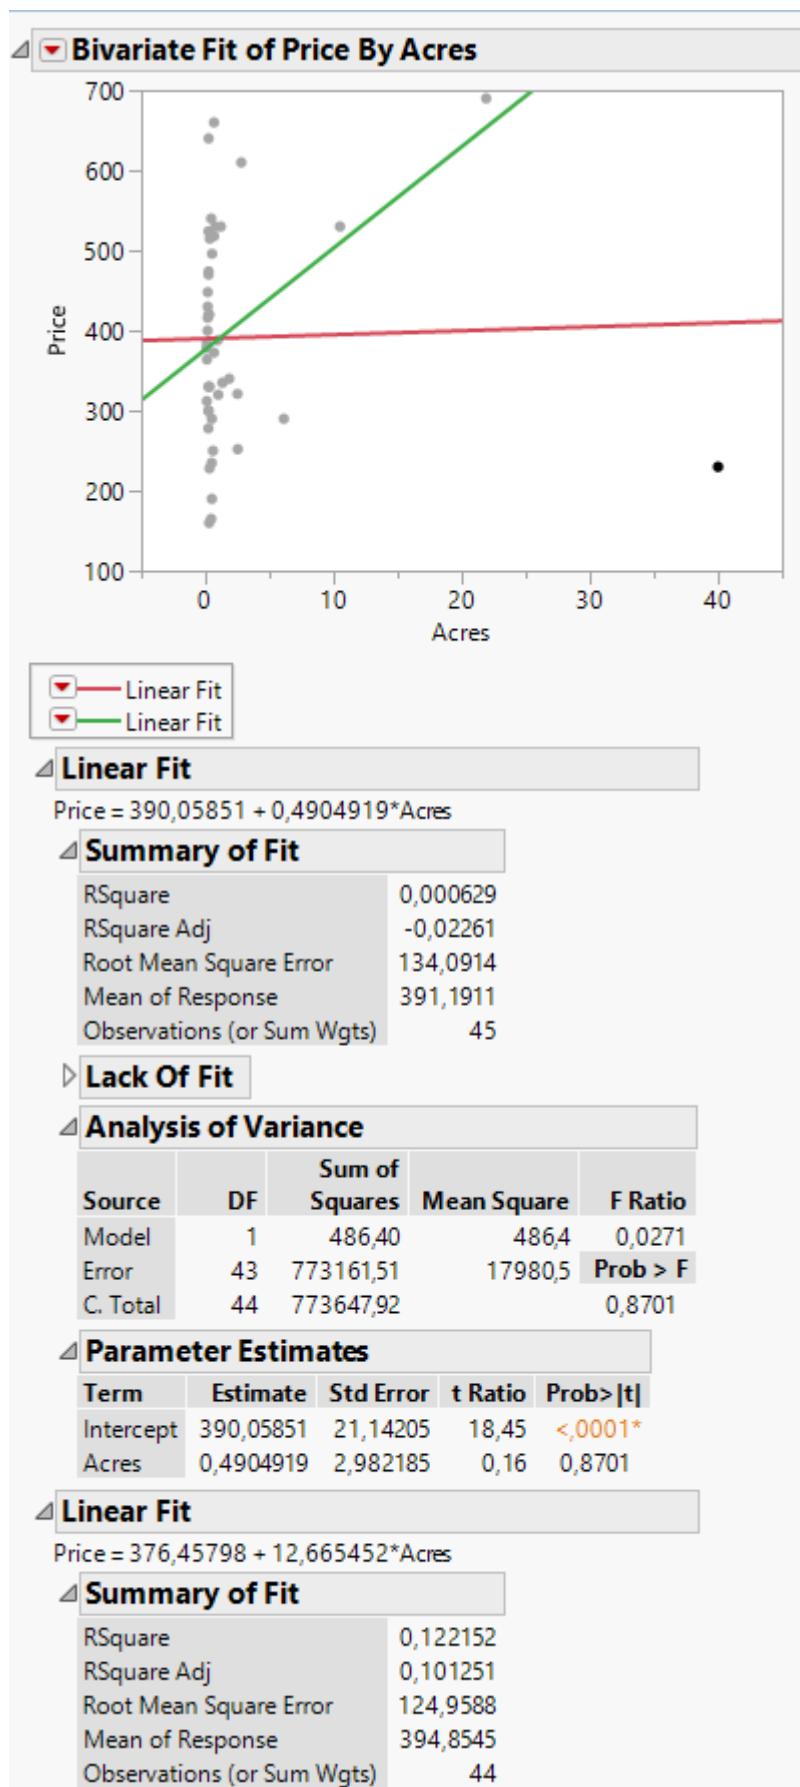 Bivariate Fit of Price By Acres
700
600
500
400
300
200
100
Price
0 10 20 30 40
Acres
Linear Fit
Linear Fit
Linear Fit
Price = 390,05851 + 0,4904919*Acres
Summary of Fit
RSquare 0,000629
RSquare Adj -0,02261
Root Mean Square Error 134,0914
Mean of Response 391,1911
Observations (or Sum Wgts) 45
Lack Of Fit
Analysis of Variance
Sum of
Source DF Squares Mean Square F Ratio
Model 1 486,40 486,4 0,0271
Error 43 773161,51 17980,5 Prob > F
C. Total 44 773647,92 0,8701
Parameter Estimates
Term Estimate Std Error t Ratio Prob>|t|
Intercept 390,05851 21,14205 18,45 <,0001*
Acres 0,4904919 2,982185 0,16 0,8701
Linear Fit
Price = 376,45798 + 12,665452*Acres
Summary of Fit
RSquare 0,122152
RSquare Adj 0,101251
Root Mean Square Error 124,9588
Mean of Response 394,8545
Observations (or Sum Wgts) 44